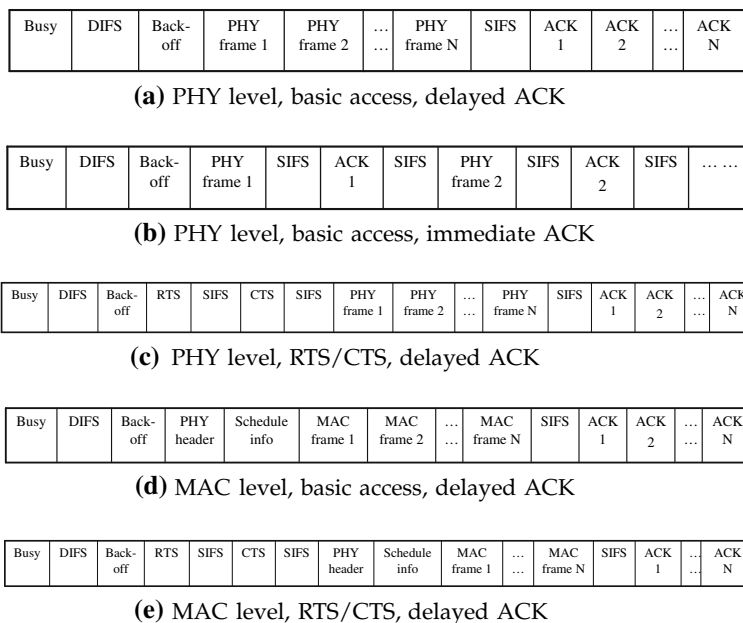 Busy DIFS Back-off PHY frame 1 PHY frame 2 … … PHY frame N SIFS ACK 1 ACK 2 … … ACK N
(a) PHY level, basic access, delayed ACK
Busy DIFS Back-off PHY frame 1 SIFS ACK 1 SIFS PHY frame 2 SIFS ACK 2 SIFS … …
(b) PHY level, basic access, immediate ACK
Busy DIFS Back-off RTS SIFS CTS SIFS PHY frame 1 PHY frame 2 … … PHY frame N SIFS ACK 1 ACK 2 … … ACK N
(c) PHY level, RTS/CTS, delayed ACK
Busy DIFS Back-off PHY header Schedule info MAC frame 1 MAC frame 2 … … MAC frame N SIFS ACK 1 ACK 2 … … ACK N
(d) MAC level, basic access, delayed ACK
Busy DIFS Back-off RTS SIFS CTS SIFS PHY header Schedule info MAC frame 1 … … MAC frame N SIFS ACK 1 … … ACK N
(e) MAC level, RTS/CTS, delayed ACK